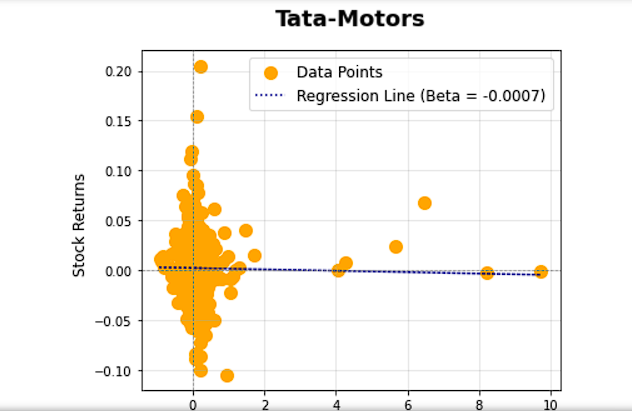 Tata-Motors
Data Points
Regression Line (Beta = -0.0007)
Stock Returns
0.20
0.15
0.10
0.05
0.00
−0.05
−0.10
0 2 4 6 8 10